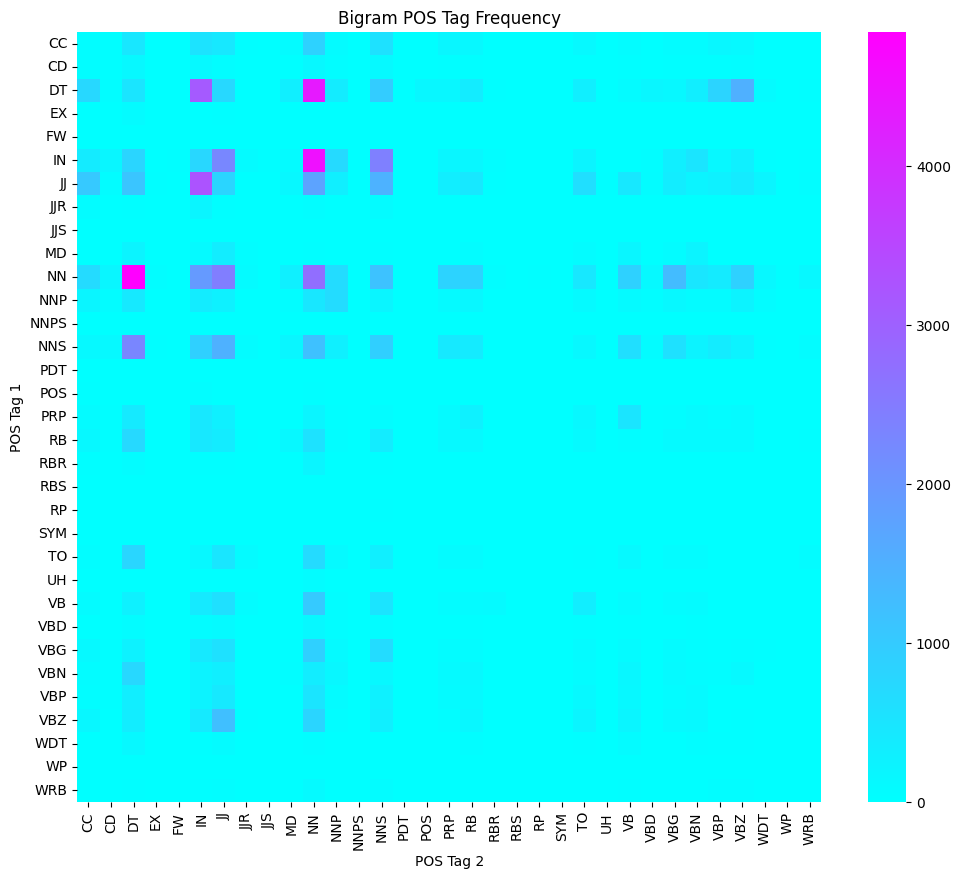 Bigram POS Tag Frequency
POS Tag 1
CC
CD
DT
EX
FW
IN
JJ
JJR
JJS
MD
NN
NNP
NNPS
NNS
PDT
POS
PRP
RB
RBR
RBS
RP
SYM
TO
UH
VB
VBD
VBG
VBN
VBP
VBZ
WDT
WP
WRB
CC CD DT EX FW IN JJ JJR JJS MD NN NNP NNPS NNS PDT POS PRP RB RBR RBS RP SYM TO UH VB VBD VBG VBN VBP VBZ WDT WP WRB
POS Tag 2
4000
3000
2000
1000
0